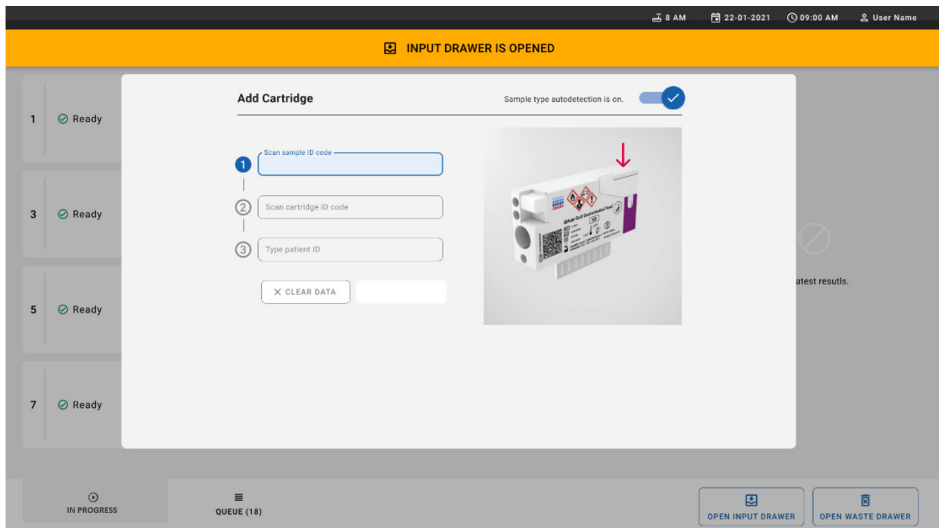 8 AM 22-01-2021 09:00 AM User Name
INPUT DRAWER IS OPENED
Add Cartridge
Sample type autodetection is on.
1 Ready
3 Ready
5 Ready
7 Ready
1 Scan sample ID code
2 Scan cartridge ID code
3 Type patient ID
CLEAR DATA
atest resutls.
IN PROGRESS
QUEUE (18)
OPEN INPUT DRAWER
OPEN WASTE DRAWER